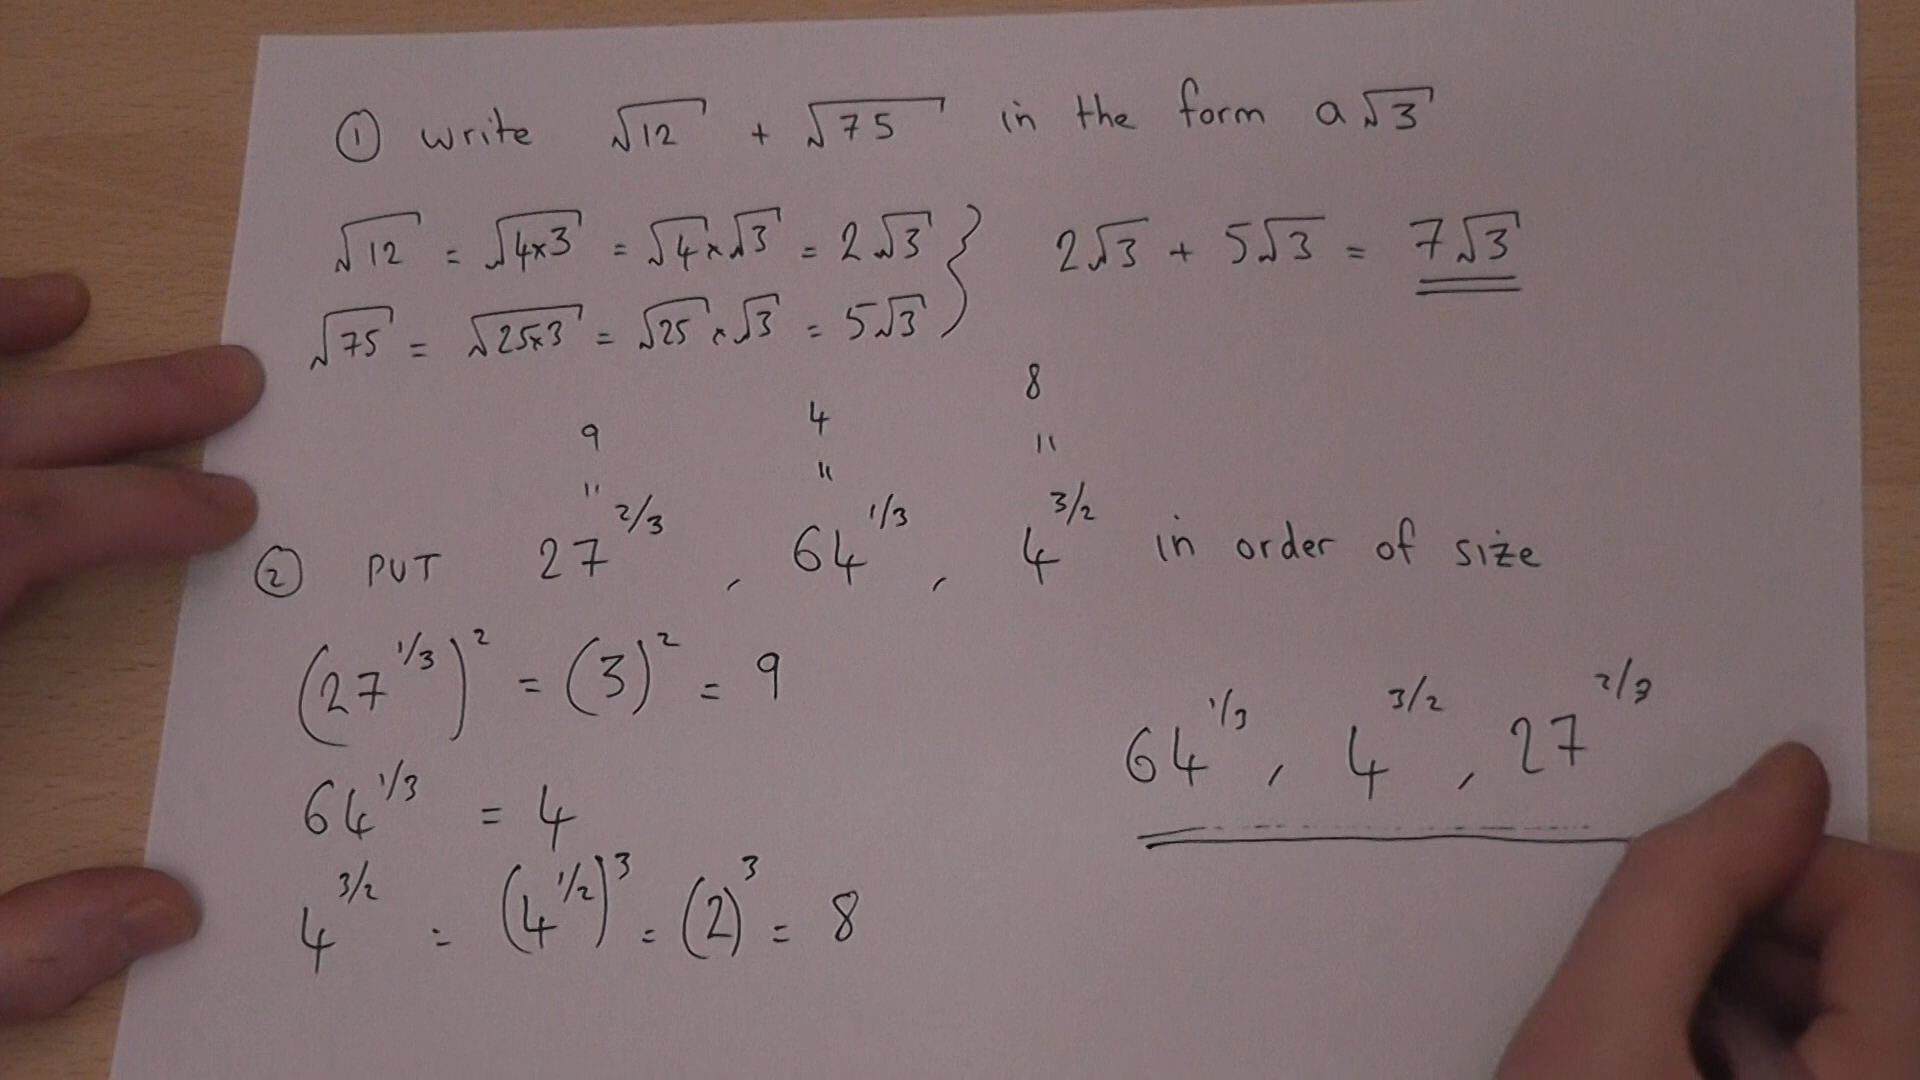 ① write √12 + √75 in the form a√3
√12 = √4×3 = √4 × √3 = 2√3 } 2√3 + 5√3 = 7√3
√75 = √25×3 = √25 × √3 = 5√3
9 4 8
" " "
② PUT 27^2/3 , 64^1/3 , 4^3/2 in order of size
(27^1/3)^2 = (3)^2 = 9
64^1/3 , 4^3/2 , 27^2/3
64^1/3 = 4
4^3/2 = (4^1/2)^3 = (2)^3 = 8